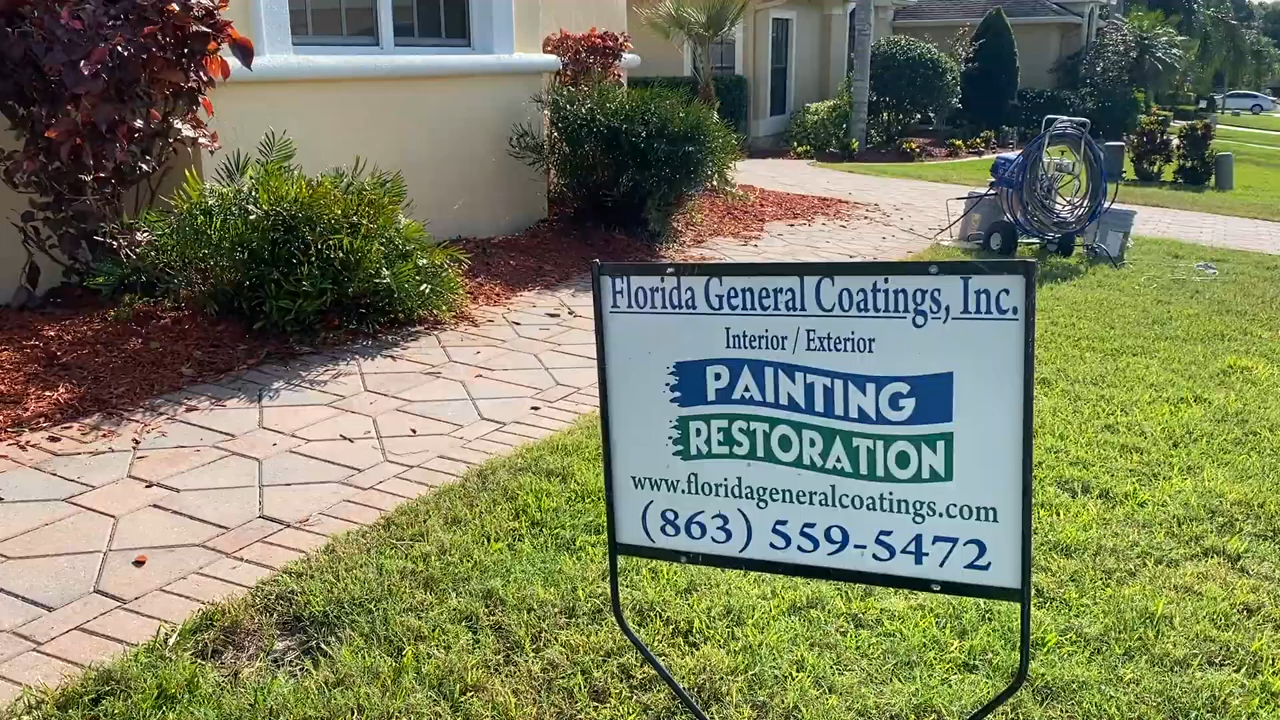 Florida General Coatings, Inc.
Interior / Exterior
PAINTING
RESTORATION
www.floridageneralcoatings.com
(863) 559-5472